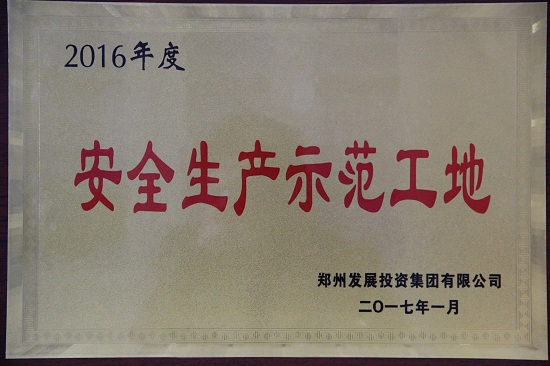 2016年度
安全生产示范工地
郑州发展投资集团有限公司
二〇一七年一月